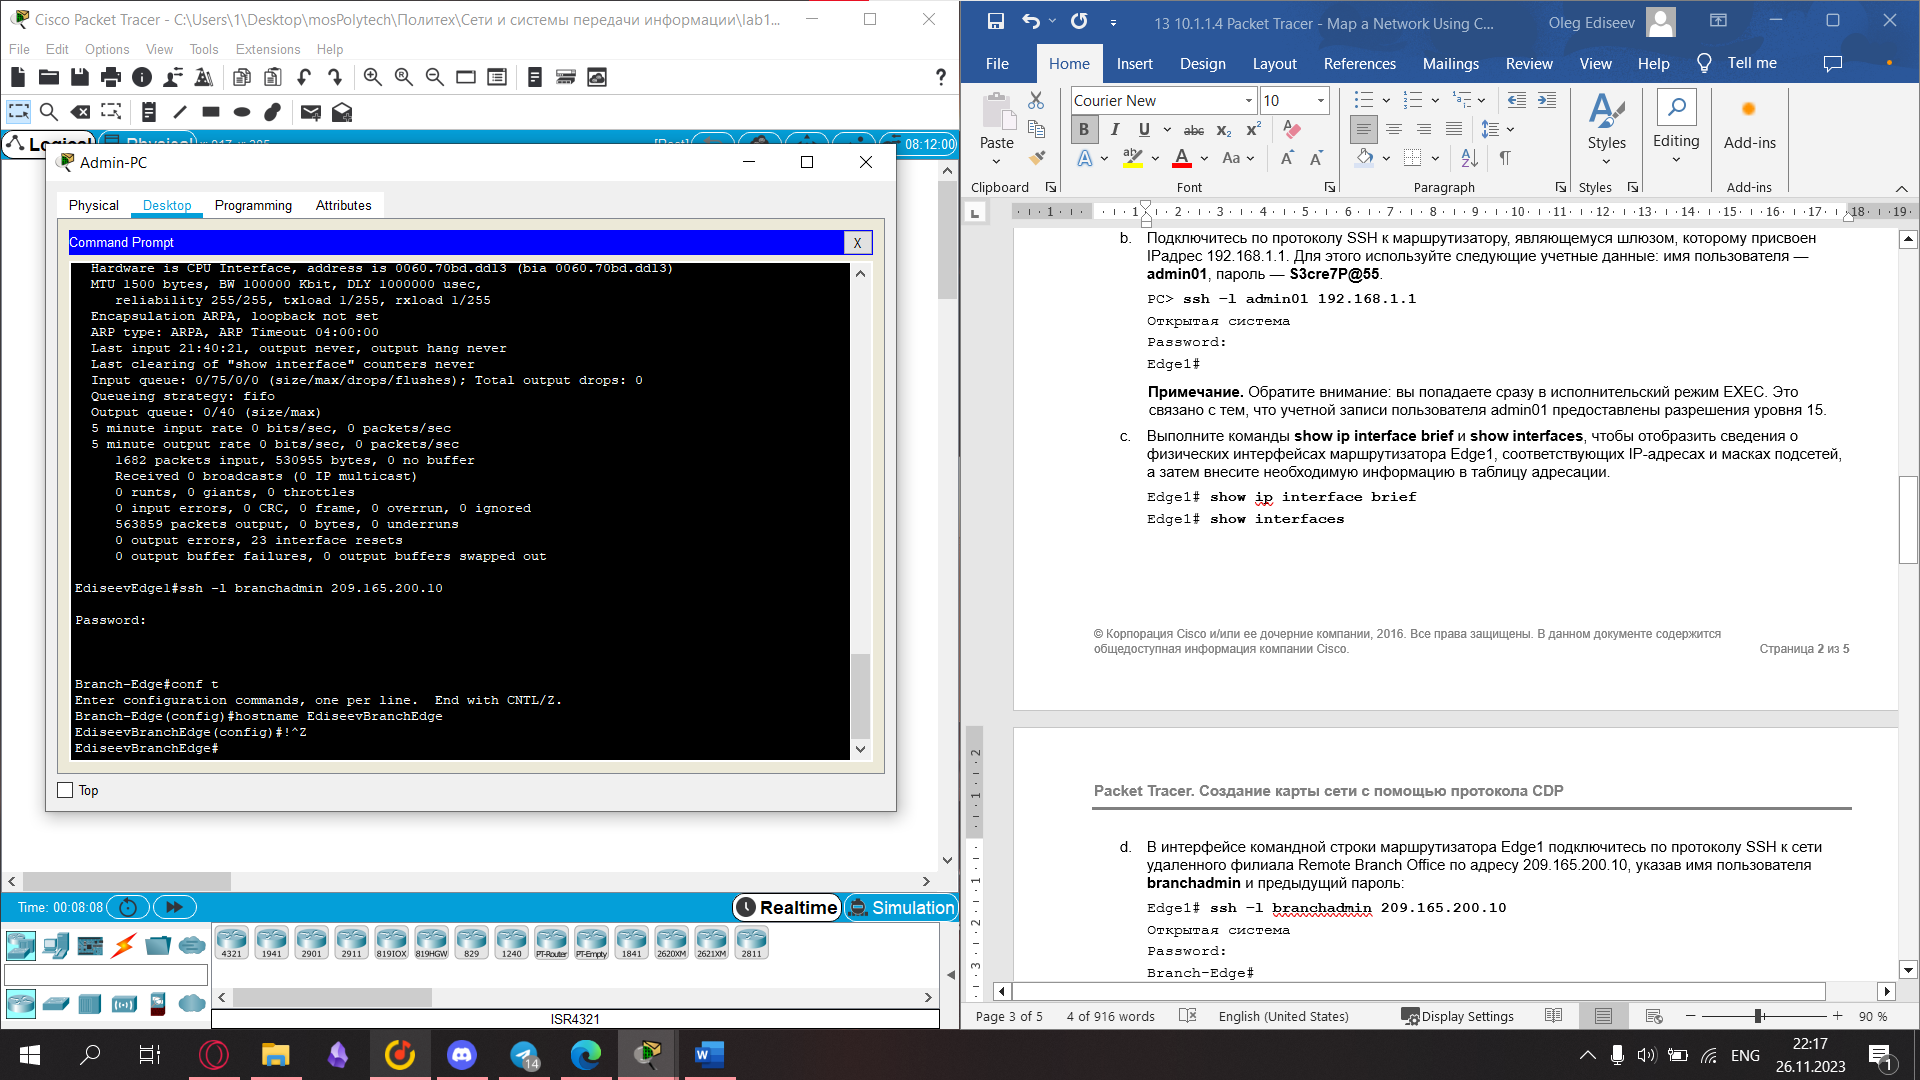 Cisco Packet Tracer - C:\Users\1\Desktop\mosPolytech\Политех\Сети и системы передачи информации\lab1...
File Edit Options View Tools Extensions Help
08:12:00
Admin-PC
Physical Desktop Programming Attributes
Command Prompt
X
Hardware is CPU Interface, address is 0060.70bd.dd13 (bia 0060.70bd.dd13)
MTU 1500 bytes, BW 100000 Kbit, DLY 1000000 usec,
reliability 255/255, txload 1/255, rxload 1/255
Encapsulation ARPA, loopback not set
ARP type: ARPA, ARP Timeout 04:00:00
Last input 21:40:21, output never, output hang never
Last clearing of "show interface" counters never
Input queue: 0/75/0/0 (size/max/drops/flushes); Total output drops: 0
Queueing strategy: fifo
Output queue: 0/40 (size/max)
5 minute input rate 0 bits/sec, 0 packets/sec
5 minute output rate 0 bits/sec, 0 packets/sec
1682 packets input, 530955 bytes, 0 no buffer
Received 0 broadcasts (0 IP multicast)
0 runts, 0 giants, 0 throttles
0 input errors, 0 CRC, 0 frame, 0 overrun, 0 ignored
563859 packets output, 0 bytes, 0 underruns
0 output errors, 23 interface resets
0 output buffer failures, 0 output buffers swapped out
EdiseevEdge1#ssh -l branchadmin 209.165.200.10
Password:
Branch-Edge#conf t
Enter configuration commands, one per line. End with CNTL/Z.
Branch-Edge(config)#hostname EdiseevBranchEdge
EdiseevBranchEdge(config)#!^Z
EdiseevBranchEdge#
Top
Time: 00:08:08
Realtime Simulation
4321 1941 2901 2911 819IOX 819HGW 829 1240 PT-Router PT-Empty 1841 2620XM 2621XM 2811
ISR4321
13 10.1.1.4 Packet Tracer - Map a Network Using C...
Oleg Ediseev
File Home Insert Design Layout References Mailings Review View Help Tell me
Courier New 10
Paste
Styles
Editing
Add-ins
Clipboard Font Paragraph Styles Add-ins
b. Подключитесь по протоколу SSH к маршрутизатору, являющемуся шлюзом, которому присвоен
IPадрес 192.168.1.1. Для этого используйте следующие учетные данные: имя пользователя —
admin01, пароль — S3cre7P@55.
PC> ssh –l admin01 192.168.1.1
Открытая система
Password:
Edge1#
Примечание. Обратите внимание: вы попадаете сразу в исполнительский режим EXEC. Это
связано с тем, что учетной записи пользователя admin01 предоставлены разрешения уровня 15.
c. Выполните команды show ip interface brief и show interfaces, чтобы отобразить сведения о
физических интерфейсах маршрутизатора Edge1, соответствующих IP-адресах и масках подсетей,
а затем внесите необходимую информацию в таблицу адресации.
Edge1# show ip interface brief
Edge1# show interfaces
© Корпорация Cisco и/или ее дочерние компании, 2016. Все права защищены. В данном документе содержится
общедоступная информация компании Cisco.
Страница 2 из 5
Packet Tracer. Создание карты сети с помощью протокола CDP
d. В интерфейсе командной строки маршрутизатора Edge1 подключитесь по протоколу SSH к сети
удаленного филиала Remote Branch Office по адресу 209.165.200.10, указав имя пользователя
branchadmin и предыдущий пароль:
Edge1# ssh –l branchadmin 209.165.200.10
Открытая система
Password:
Branch-Edge#
Page 3 of 5 4 of 916 words English (United States) Display Settings 90 %
14
ENG
22:17
26.11.2023
1